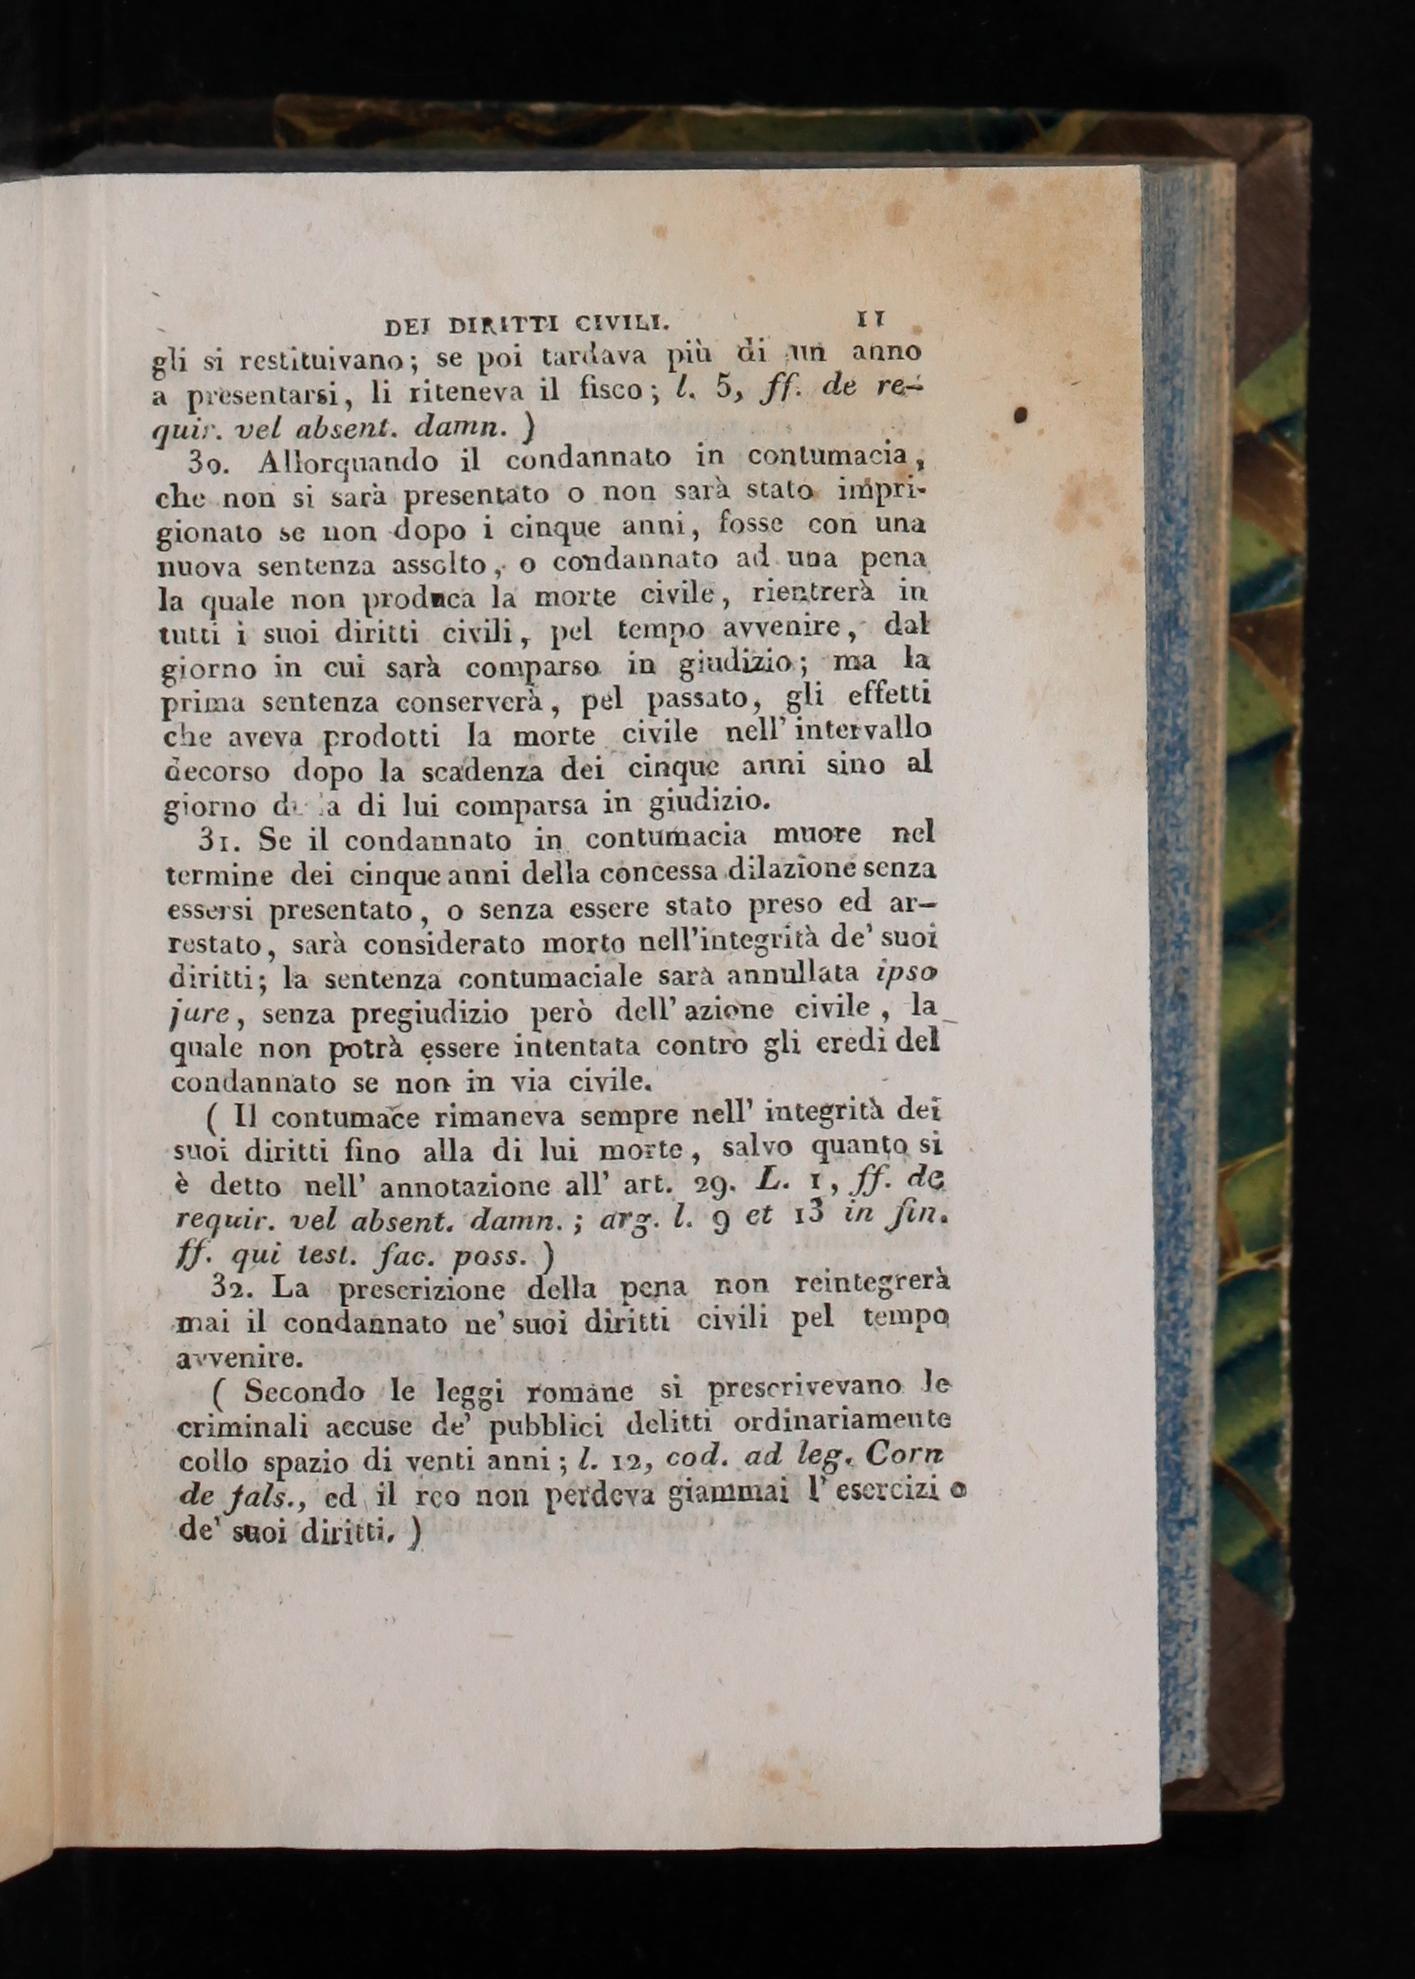 DEI DIRITTI CIVILI. 11
gli si restituivano; se poi tardava più di un anno
a presentarsi, li riteneva il fisco; l. 5, ff. de re-
quir. vel absent. damn. )
30. Allorquando il condannato in contumacia,
che non si sarà presentato o non sarà stato impri-
gionato se non dopo i cinque anni, fosse con una
nuova sentenza assolto, o condannato ad una pena
la quale non produca la morte civile, rientrerà in
tutti i suoi diritti civili, pel tempo avvenire, dal
giorno in cui sarà comparso in giudizio; ma la
prima sentenza conserverà, pel passato, gli effetti
che aveva prodotti la morte civile nell' intervallo
decorso dopo la scadenza dei cinque anni sino al
giorno di lui comparsa in giudizio.
31. Se il condannato in contumacia muore nel
termine dei cinque anni della concessa dilazione senza
essersi presentato, o senza essere stato preso ed ar-
restato, sarà considerato morto nell'integrità de' suoi
diritti; la sentenza contumaciale sarà annullata ipso
jure, senza pregiudizio però dell' azione civile, la
quale non potrà essere intentata contro gli eredi del
condannato se non in via civile.
( Il contumace rimaneva sempre nell' integrità dei
suoi diritti fino alla di lui morte, salvo quanto si
è detto nell' annotazione all' art. 29. L. 1, ff. de
requir. vel absent. damn.; arg. l. 9 et 13 in fin.
ff. qui test. fac. poss. )
32. La prescrizione della pena non reintegrerà
mai il condannato ne' suoi diritti civili pel tempo
avvenire.
( Secondo le leggi romane si prescrivevano le
criminali accuse de' pubblici delitti ordinariamente
collo spazio di venti anni; l. 12, cod. ad leg. Corn
de fals., ed il reo non perdeva giammai l' esercizi o
de' suoi diritti. )